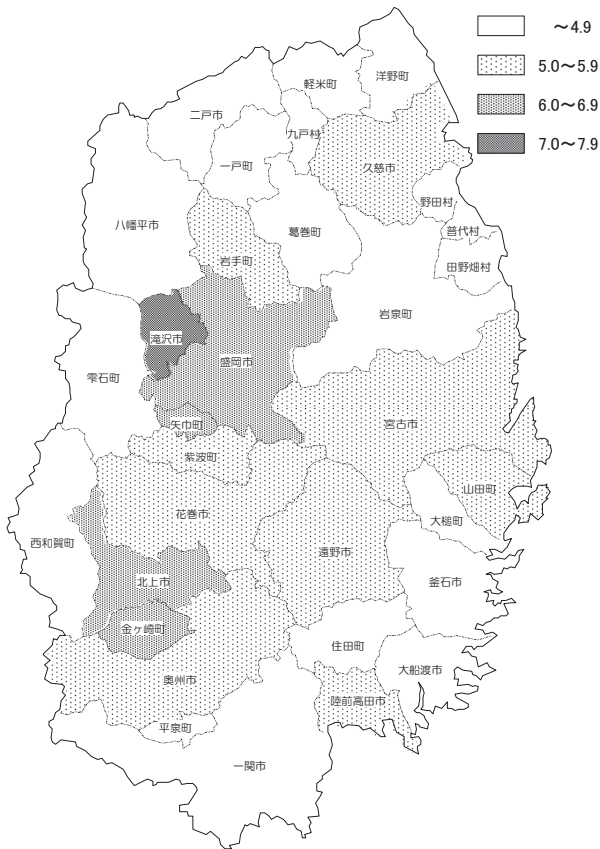 ～4.9
5.0～5.9
6.0～6.9
7.0～7.9
洋野町
軽米町
二戸市
九戸村
一戸町
久慈市
野田村
八幡平市
葛巻町
普代村
岩手町
田野畑村
岩泉町
滝沢市
盛岡市
雫石町
矢巾町
宮古市
紫波町
山田町
花巻市
大槌町
西和賀町
遠野市
北上市
釜石市
金ヶ崎町
住田町
大船渡市
奥州市
陸前高田市
平泉町
一関市